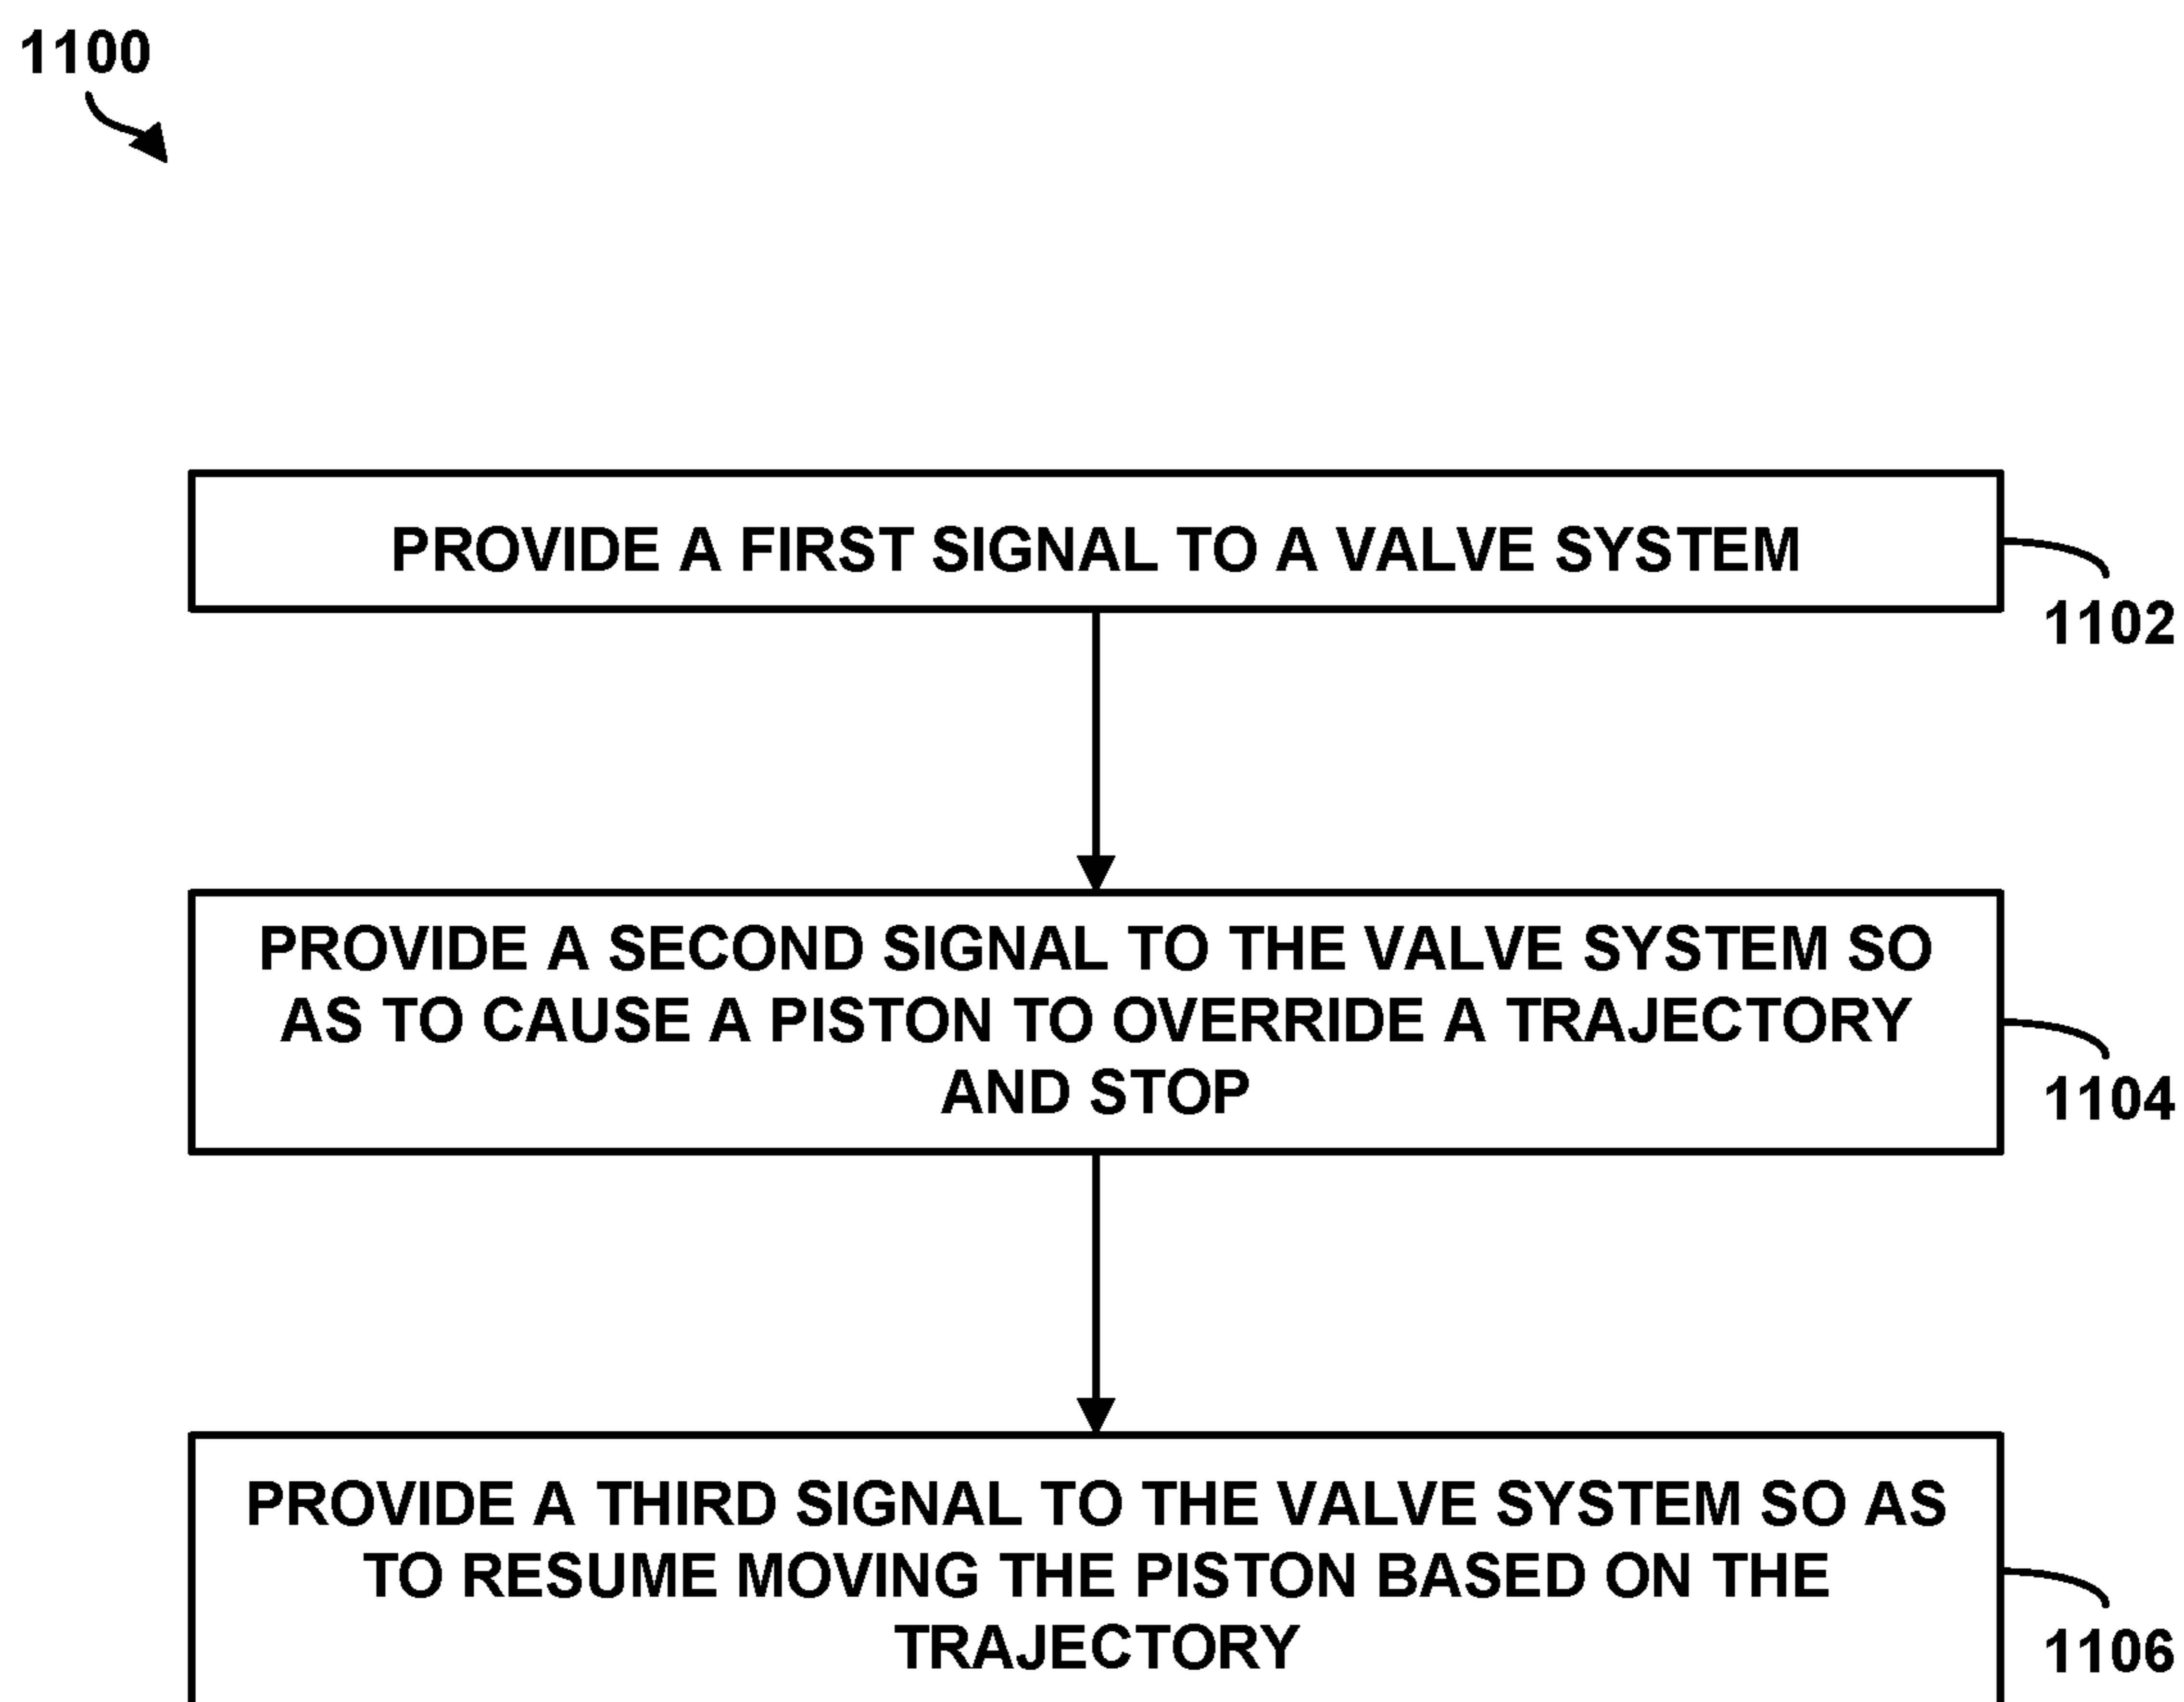 1100
PROVIDE A FIRST SIGNAL TO A VALVE SYSTEM
1102
PROVIDE A SECOND SIGNAL TO THE VALVE SYSTEM SO
AS TO CAUSE A PISTON TO OVERRIDE A TRAJECTORY
AND STOP
1104
PROVIDE A THIRD SIGNAL TO THE VALVE SYSTEM SO AS
TO RESUME MOVING THE PISTON BASED ON THE
TRAJECTORY
1106